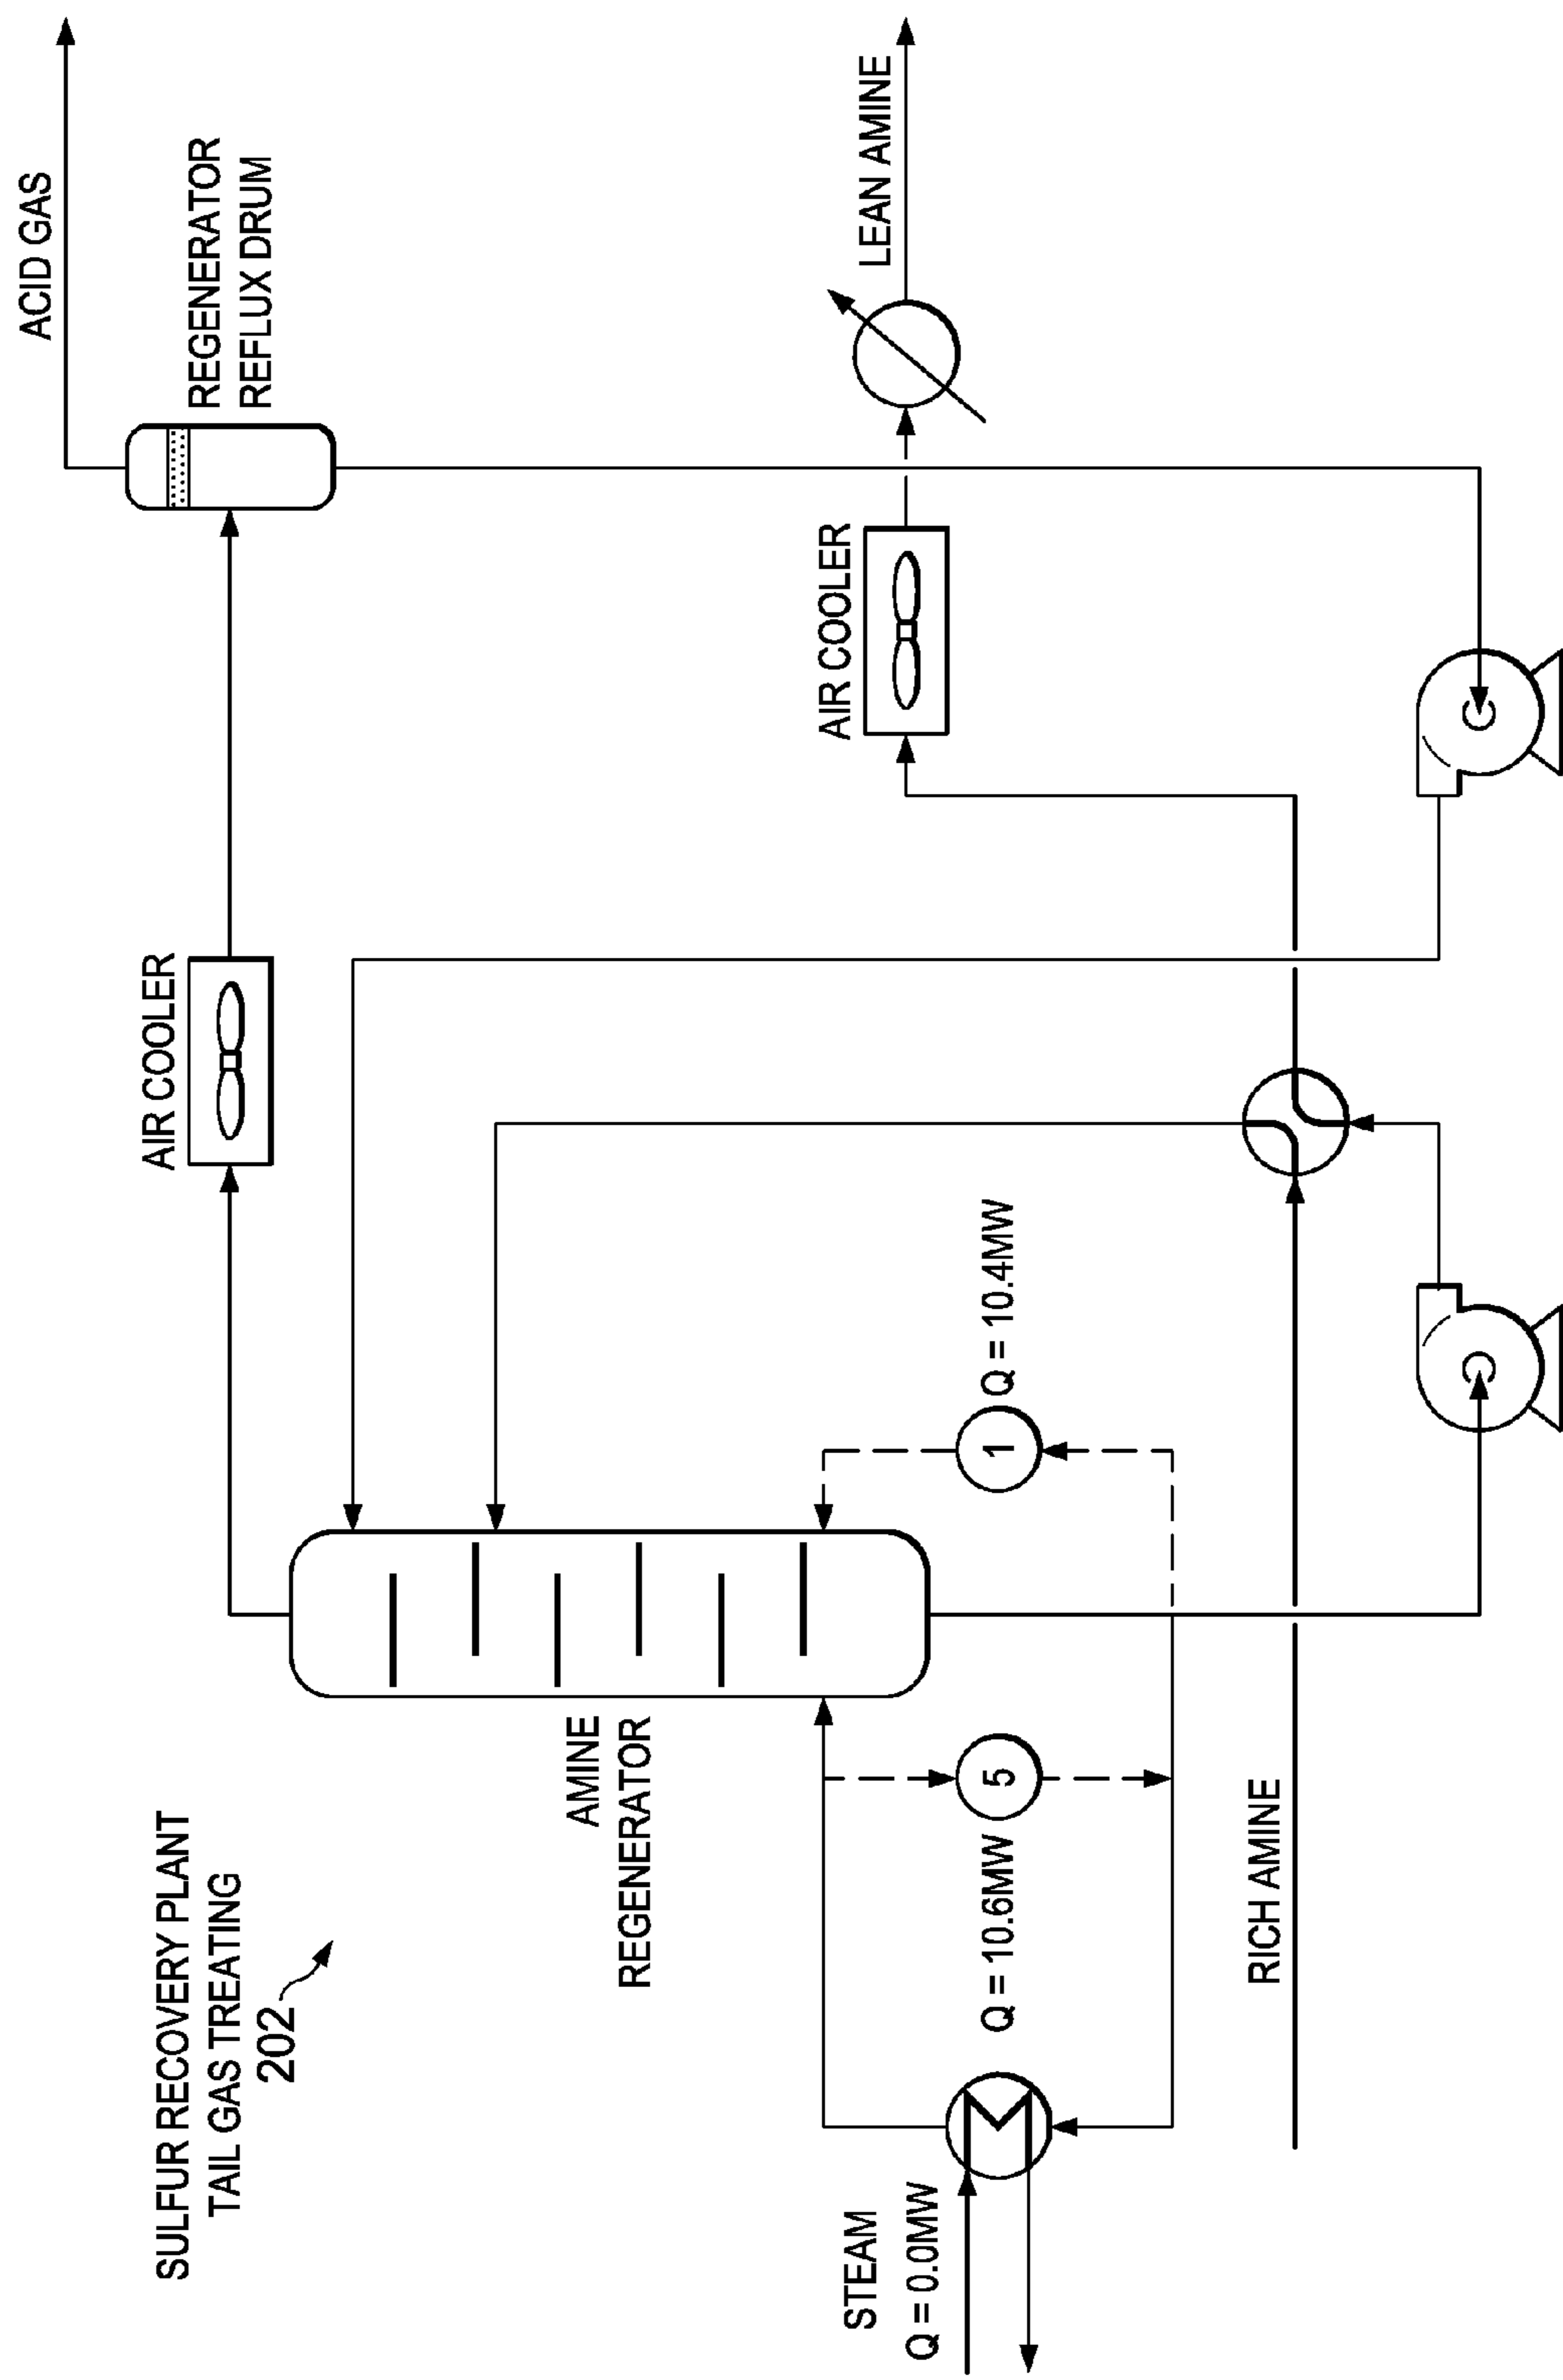 SULFUR RECOVERY PLANT
TAIL GAS TREATING
202
STEAM
Q = 0.0MW
Q = 10.6MW
5
AMINE
REGENERATOR
RICH AMINE
1
Q = 10.4MW
AIR COOLER
AIR COOLER
ACID GAS
REGENERATOR
REFLUX DRUM
LEAN AMINE